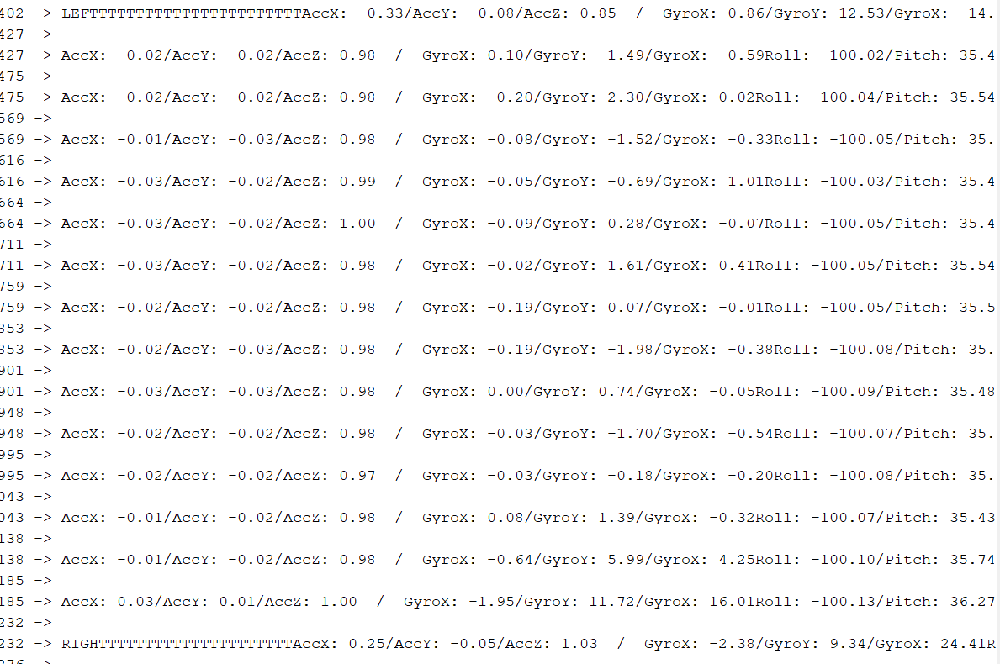 402 -> LEFTTTTTTTTTTTTTTTTTTTTTTTAccX: -0.33/AccY: -0.08/AccZ: 0.85  /  GyroX: 0.86/GyroY: 12.53/GyroX: -14.
427 ->
427 -> AccX: -0.02/AccY: -0.02/AccZ: 0.98  /  GyroX: 0.10/GyroY: -1.49/GyroX: -0.59Roll: -100.02/Pitch: 35.4
475 ->
475 -> AccX: -0.02/AccY: -0.02/AccZ: 0.98  /  GyroX: -0.20/GyroY: 2.30/GyroX: 0.02Roll: -100.04/Pitch: 35.54
569 ->
569 -> AccX: -0.01/AccY: -0.03/AccZ: 0.98  /  GyroX: -0.08/GyroY: -1.52/GyroX: -0.33Roll: -100.05/Pitch: 35.
616 ->
616 -> AccX: -0.03/AccY: -0.02/AccZ: 0.99  /  GyroX: -0.05/GyroY: -0.69/GyroX: 1.01Roll: -100.03/Pitch: 35.4
664 ->
664 -> AccX: -0.03/AccY: -0.02/AccZ: 1.00  /  GyroX: -0.09/GyroY: 0.28/GyroX: -0.07Roll: -100.05/Pitch: 35.4
711 ->
711 -> AccX: -0.03/AccY: -0.02/AccZ: 0.98  /  GyroX: -0.02/GyroY: 1.61/GyroX: 0.41Roll: -100.05/Pitch: 35.54
759 ->
759 -> AccX: -0.02/AccY: -0.02/AccZ: 0.98  /  GyroX: -0.19/GyroY: 0.07/GyroX: -0.01Roll: -100.05/Pitch: 35.5
853 ->
853 -> AccX: -0.02/AccY: -0.03/AccZ: 0.98  /  GyroX: -0.19/GyroY: -1.98/GyroX: -0.38Roll: -100.08/Pitch: 35.
901 ->
901 -> AccX: -0.03/AccY: -0.03/AccZ: 0.98  /  GyroX: 0.00/GyroY: 0.74/GyroX: -0.05Roll: -100.09/Pitch: 35.48
948 ->
948 -> AccX: -0.02/AccY: -0.02/AccZ: 0.98  /  GyroX: -0.03/GyroY: -1.70/GyroX: -0.54Roll: -100.07/Pitch: 35.
995 ->
995 -> AccX: -0.02/AccY: -0.02/AccZ: 0.97  /  GyroX: -0.03/GyroY: -0.18/GyroX: -0.20Roll: -100.08/Pitch: 35.
043 ->
043 -> AccX: -0.01/AccY: -0.02/AccZ: 0.98  /  GyroX: 0.08/GyroY: 1.39/GyroX: -0.32Roll: -100.07/Pitch: 35.43
138 ->
138 -> AccX: -0.01/AccY: -0.02/AccZ: 0.98  /  GyroX: -0.64/GyroY: 5.99/GyroX: 4.25Roll: -100.10/Pitch: 35.74
185 ->
185 -> AccX: 0.03/AccY: 0.01/AccZ: 1.00  /  GyroX: -1.95/GyroY: 11.72/GyroX: 16.01Roll: -100.13/Pitch: 36.27
232 ->
232 -> RIGHTTTTTTTTTTTTTTTTTTTTTAccX: 0.25/AccY: -0.05/AccZ: 1.03  /  GyroX: -2.38/GyroY: 9.34/GyroX: 24.41R